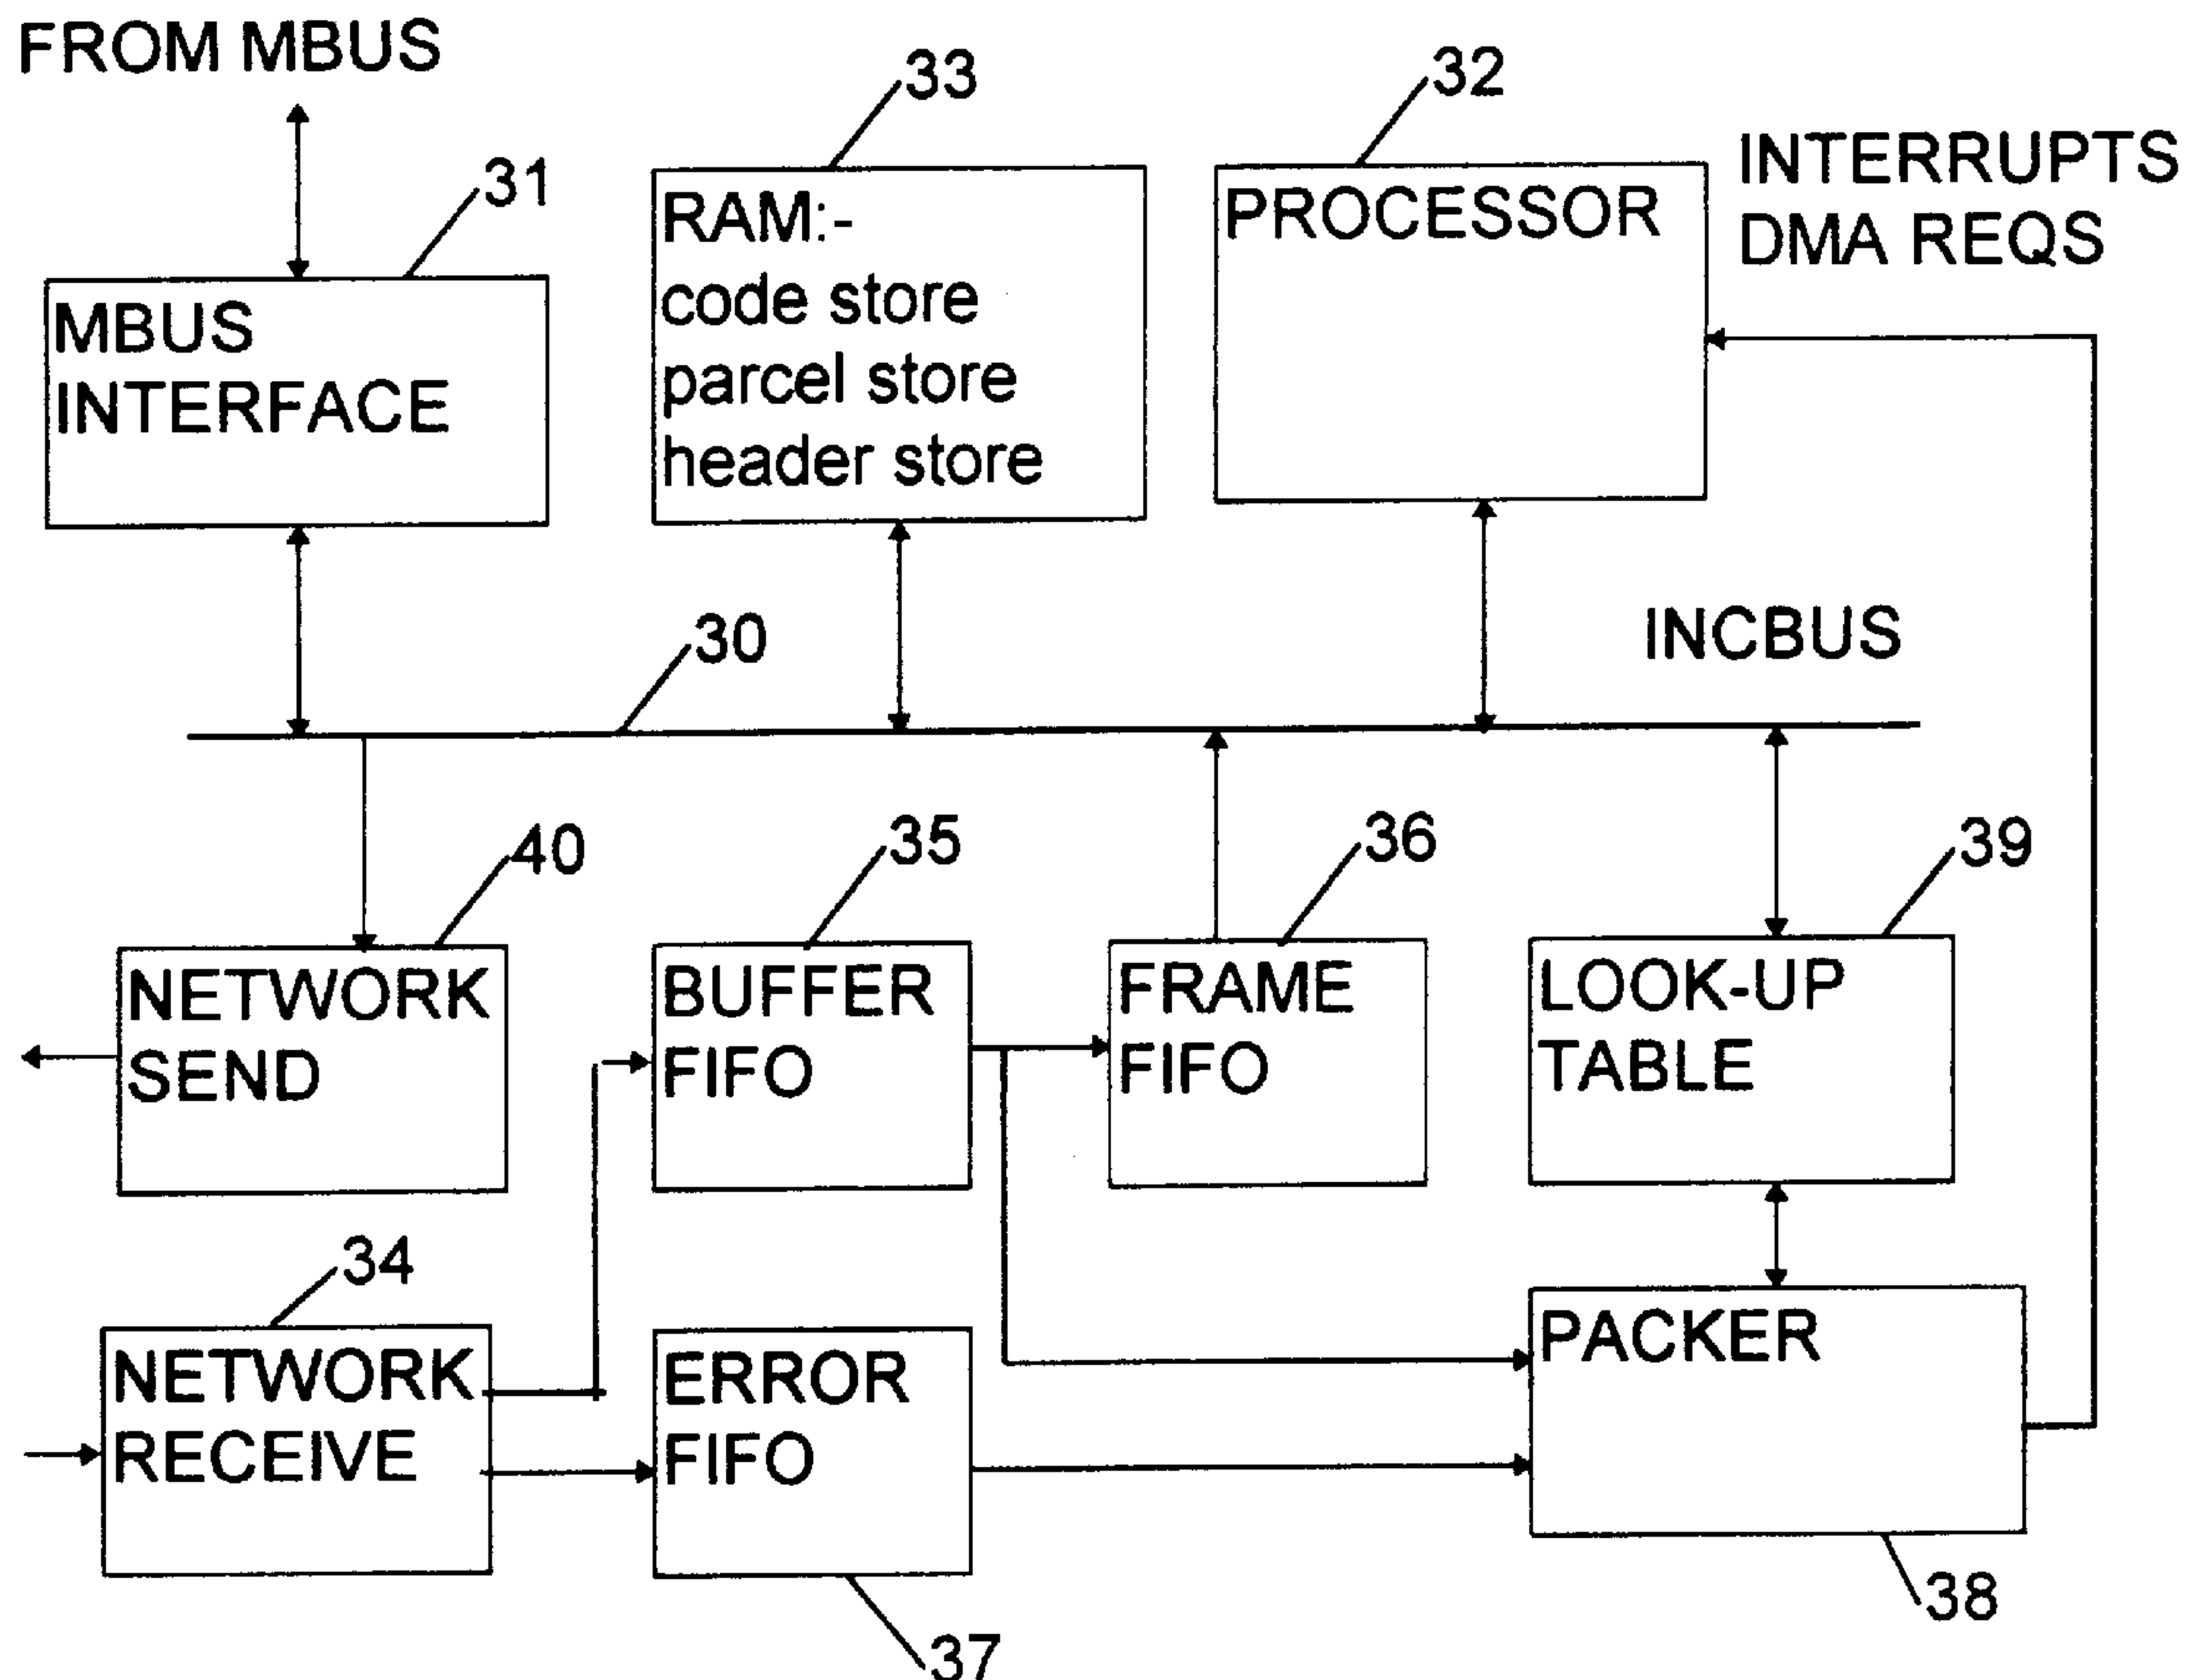 FROM MBUS
33
32
INTERRUPTS
DMA REQS
31
MBUS
INTERFACE
RAM:-
code store
parcel store
header store
PROCESSOR
30
INCBUS
40
35
36
39
NETWORK
SEND
BUFFER
FIFO
FRAME
FIFO
LOOK-UP
TABLE
34
NETWORK
RECEIVE
ERROR
FIFO
PACKER
37
38